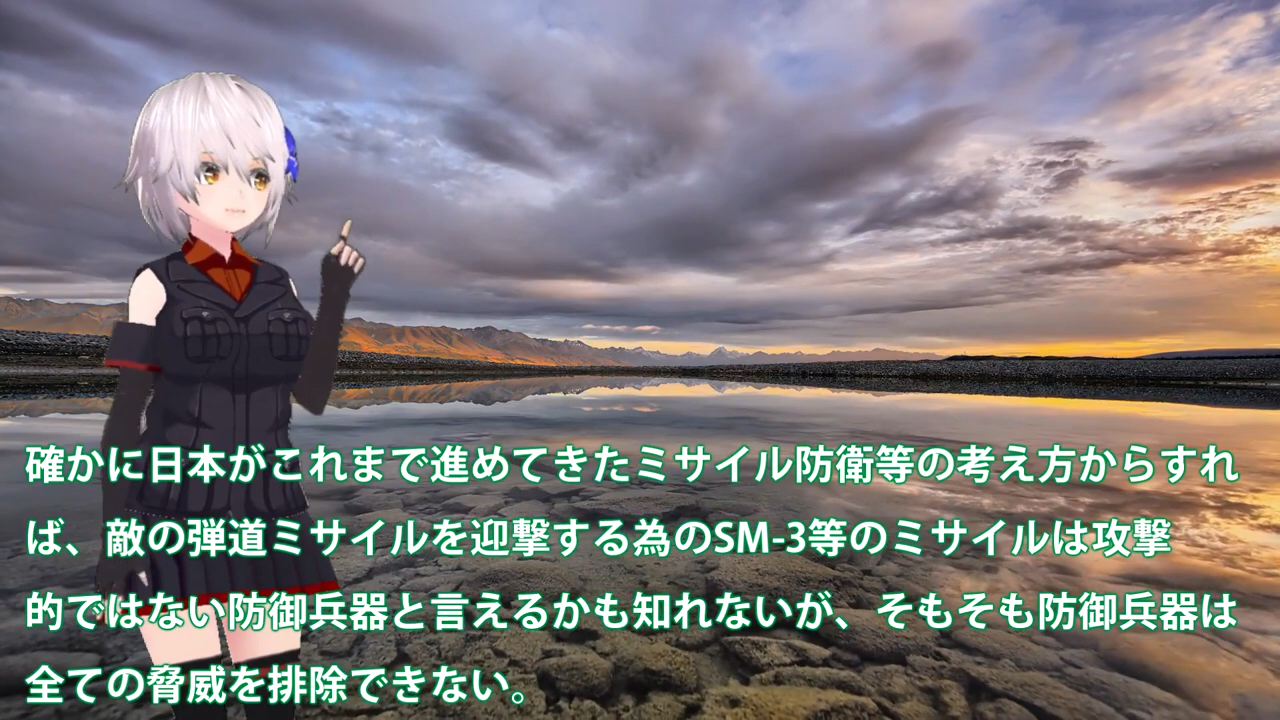 確かに日本がこれまで進めてきたミサイル防衛等の考え方からすれ
ば、敵の弾道ミサイルを迎撃する為のSM-3等のミサイルは攻撃
的ではない防御兵器と言えるかも知れないが、そもそも防御兵器は
全ての脅威を排除できない。